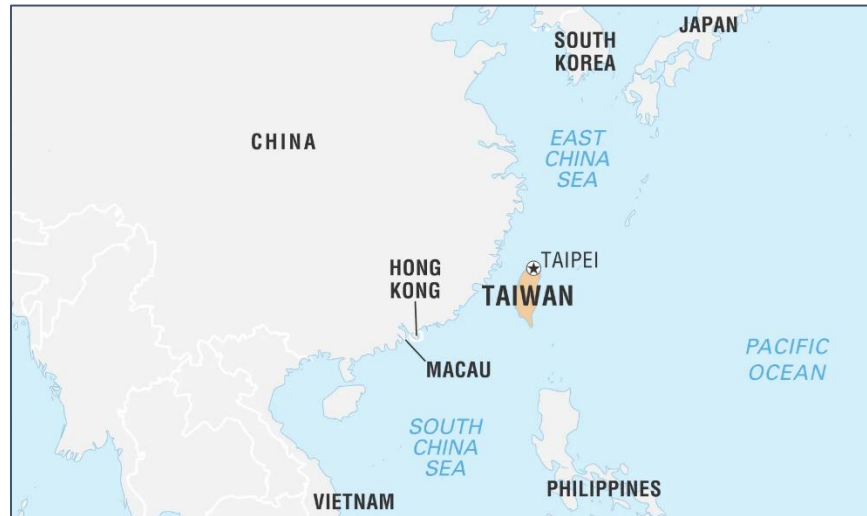 SOUTH
KOREA
JAPAN
CHINA
EAST
CHINA
SEA
TAIPEI
HONG
KONG
TAIWAN
MACAU
PACIFIC
OCEAN
SOUTH
CHINA
SEA
VIETNAM
PHILIPPINES